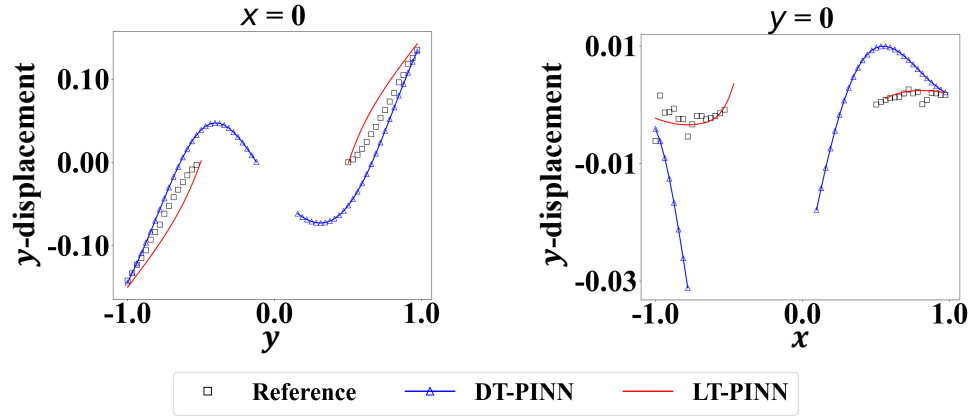 x = 0
y-displacement
0.10
0.00
-0.10
-1.0 0.0 1.0
y
y = 0
y-displacement
0.01
-0.01
-0.03
-1.0 0.0 1.0
x
Reference DT-PINN LT-PINN